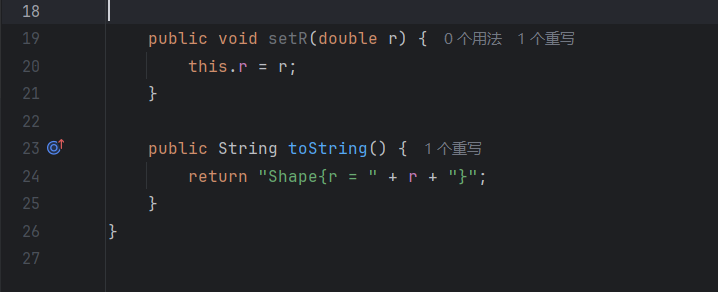 18
19 public void setR(double r) { 0个用法 1个重写
20 this.r = r;
21 }
22
23 public String toString() { 1个重写
24 return "Shape{r = " + r + "}";
25 }
26 }
27